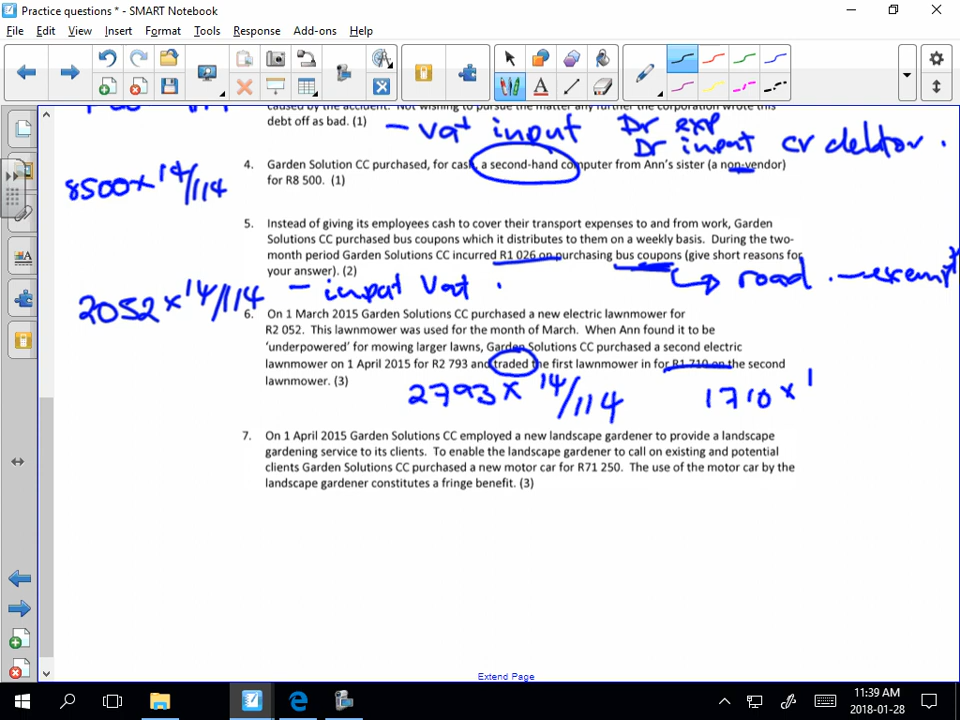 Practice questions * - SMART Notebook
File Edit View Insert Format Tools Response Add-ons Help
caused by the accident. Not wishing to pursue the matter any further the corporation wrote this
debt off as bad. (1)
- Vat input Dr exp
Dr input cr debtor.
4. Garden Solution CC purchased, for cash, a second-hand computer from Ann's sister (a non-vendor)
for R8 500. (1)
8500 x 14/114
5. Instead of giving its employees cash to cover their transport expenses to and from work, Garden
Solutions CC purchased bus coupons which it distributes to them on a weekly basis. During the two-
month period Garden Solutions CC incurred R1 026 on purchasing bus coupons (give short reasons for
your answer). (2)
road. - exempt
- input Vat.
2052 x 14/114
6. On 1 March 2015 Garden Solutions CC purchased a new electric lawnmower for
R2 052. This lawnmower was used for the month of March. When Ann found it to be
'underpowered' for mowing larger lawns, Garden Solutions CC purchased a second electric
lawnmower on 1 April 2015 for R2 793 and traded the first lawnmower in for R1 710 on the second
lawnmower. (3)
2793 x 14/114 1710 x 1
7. On 1 April 2015 Garden Solutions CC employed a new landscape gardener to provide a landscape
gardening service to its clients. To enable the landscape gardener to call on existing and potential
clients Garden Solutions CC purchased a new motor car for R71 250. The use of the motor car by the
landscape gardener constitutes a fringe benefit. (3)
Extend Page
11:39 AM
2018-01-28